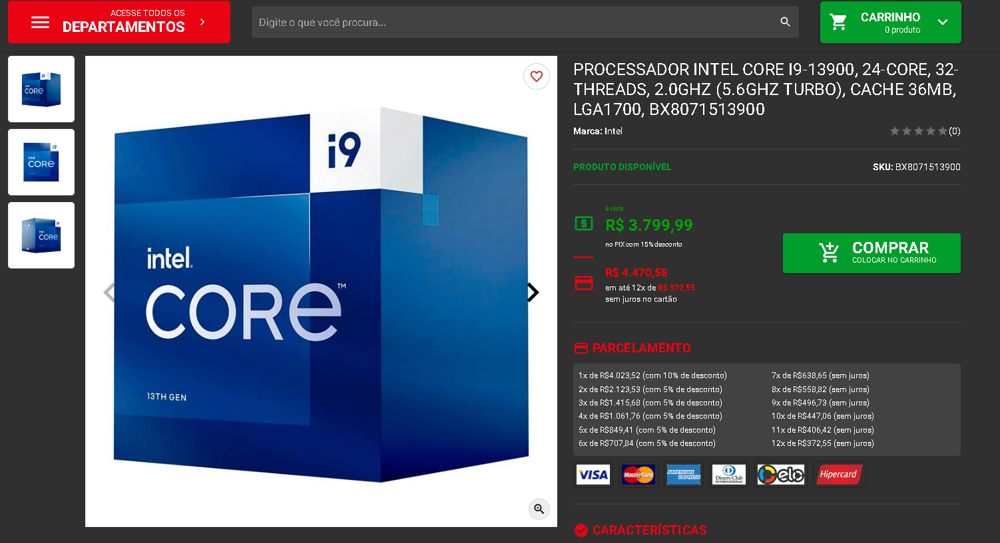 ACESSE TODOS OS
DEPARTAMENTOS
Digite o que você procura...
CARRINHO
0 produto
i9
intel.
CORE™
13TH GEN
PROCESSADOR INTEL CORE I9-13900, 24-CORE, 32-
THREADS, 2.0GHZ (5.6GHZ TURBO), CACHE 36MB,
LGA1700, BX8071513900
Marca: Intel
(0)
PRODUTO DISPONÍVEL
SKU: BX8071513900
à vista
R$ 3.799,99
no PIX com 15% desconto
R$ 4.470,58
em até 12x de R$ 372,55
sem juros no cartão
COMPRAR
COLOCAR NO CARRINHO
PARCELAMENTO
1x de R$4.023,52 (com 10% de desconto)
2x de R$2.123,53 (com 5% de desconto)
3x de R$1.415,68 (com 5% de desconto)
4x de R$1.061,76 (com 5% de desconto)
5x de R$849,41 (com 5% de desconto)
6x de R$707,84 (com 5% de desconto)
7x de R$638,65 (sem juros)
8x de R$558,82 (sem juros)
9x de R$496,73 (sem juros)
10x de R$447,06 (sem juros)
11x de R$406,42 (sem juros)
12x de R$372,55 (sem juros)
VISA
MasterCard
AMERICAN EXPRESS
Diners Club
INTERNATIONAL
elo
Hipercard
CARACTERÍSTICAS